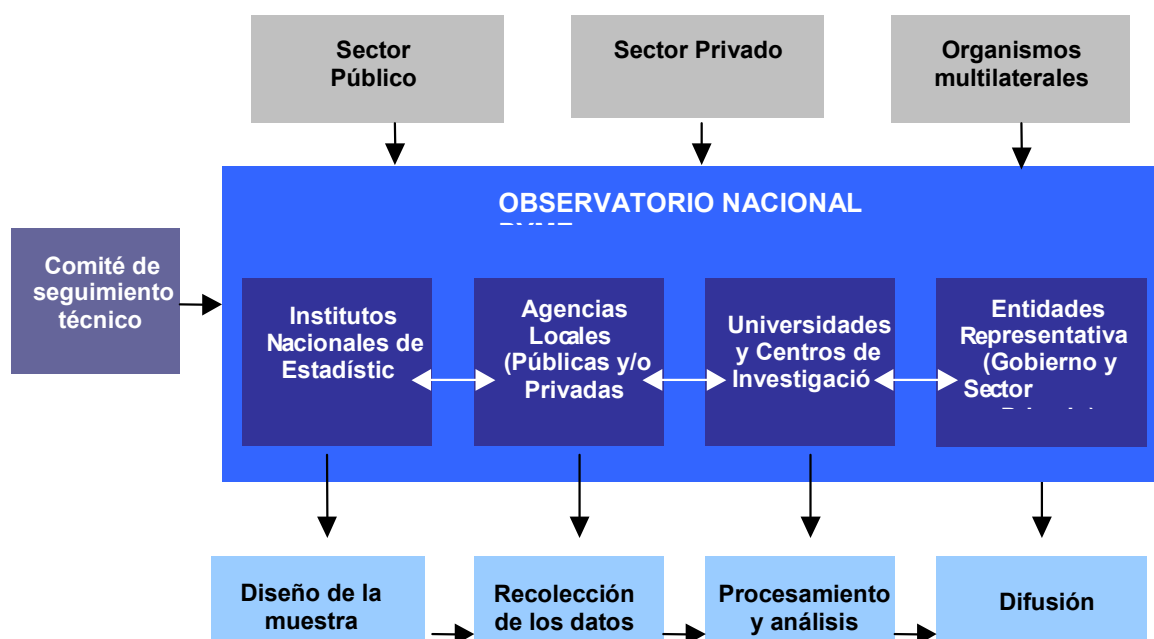 Sector
Público
Sector Privado
Organismos
multilaterales
OBSERVATORIO NACIONAL
Comité de
seguimiento
técnico
Institutos
Nacionales de
Estadístic
Agencias
Locales
(Públicas y/o
Privadas
Universidades
y Centros de
Investigació
Entidades
Representativa
(Gobierno y
Sector
Diseño de la
muestra
Recolección
de los datos
Procesamiento
y análisis
Difusión